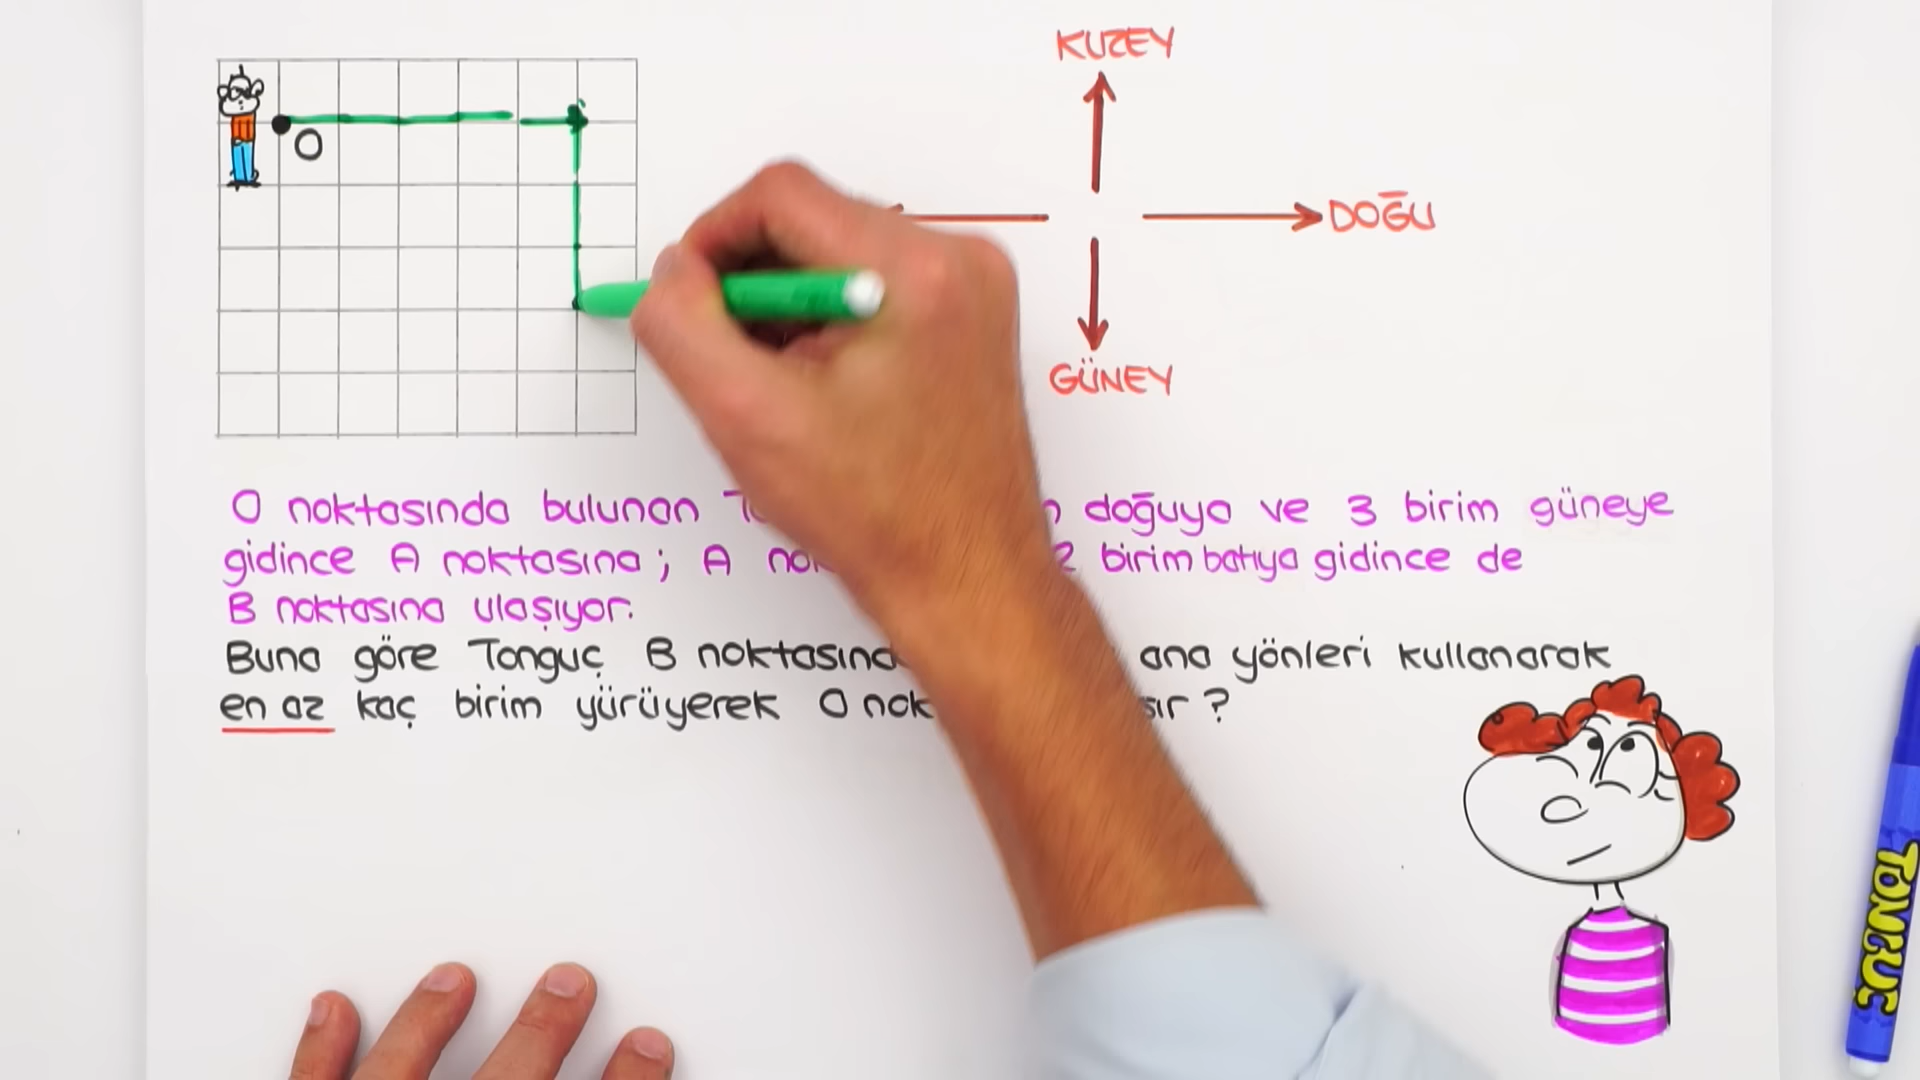 KUZEY
O
DOĞU
GÜNEY
O noktasında bulunan doğuya ve 3 birim güneye
gidince A noktasına; A 2 birim batıya gidince de
B noktasına ulaşıyor.
Buna göre Tonguç B ana yönleri kullanarak
en az kaç birim yürüyerek O ?
TONGUÇ